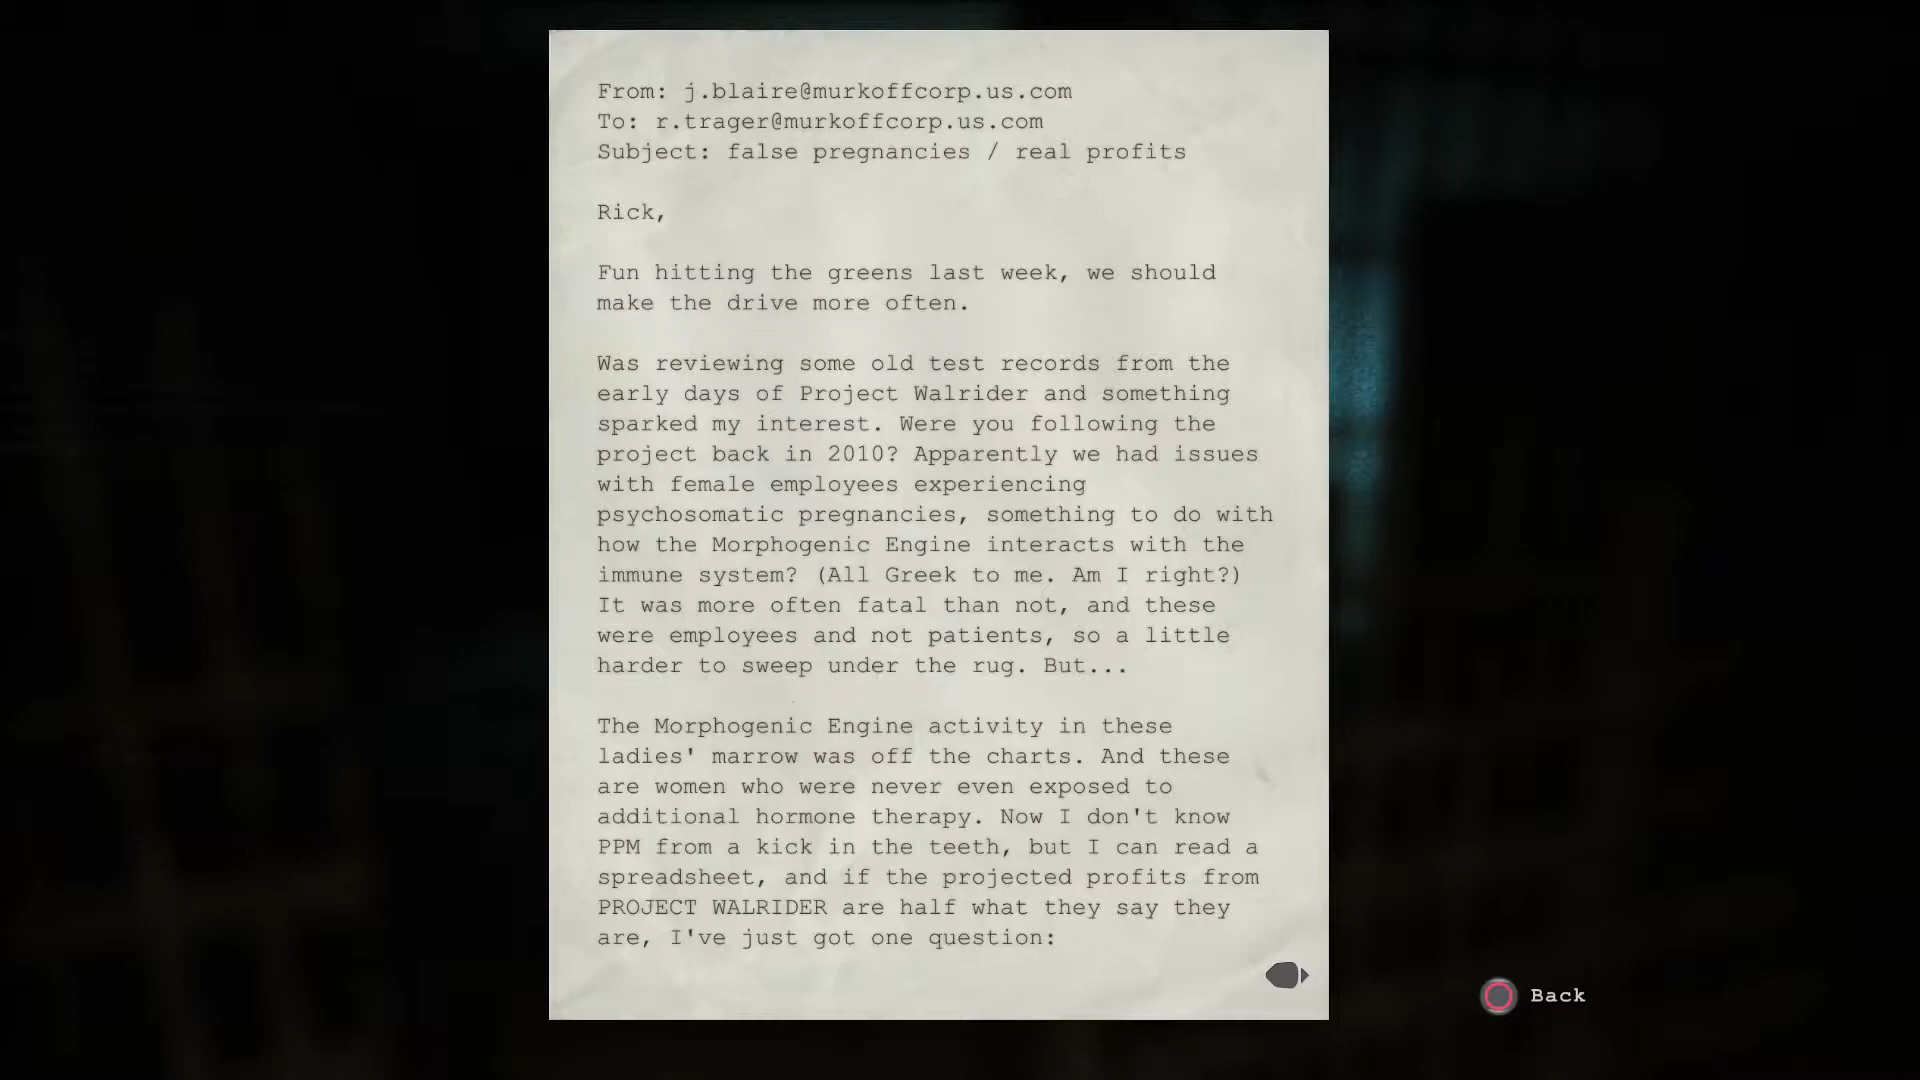 From: j.blaire@murkoffcorp.us.com
To: r.trager@murkoffcorp.us.com
Subject: false pregnancies / real profits
Rick,
Fun hitting the greens last week, we should
make the drive more often.
Was reviewing some old test records from the
early days of Project Walrider and something
sparked my interest. Were you following the
project back in 2010? Apparently we had issues
with female employees experiencing
psychosomatic pregnancies, something to do with
how the Morphogenic Engine interacts with the
immune system? (All Greek to me. Am I right?)
It was more often fatal than not, and these
were employees and not patients, so a little
harder to sweep under the rug. But...
The Morphogenic Engine activity in these
ladies' marrow was off the charts. And these
are women who were never even exposed to
additional hormone therapy. Now I don't know
PPM from a kick in the teeth, but I can read a
spreadsheet, and if the projected profits from
PROJECT WALRIDER are half what they say they
are, I've just got one question:
Back